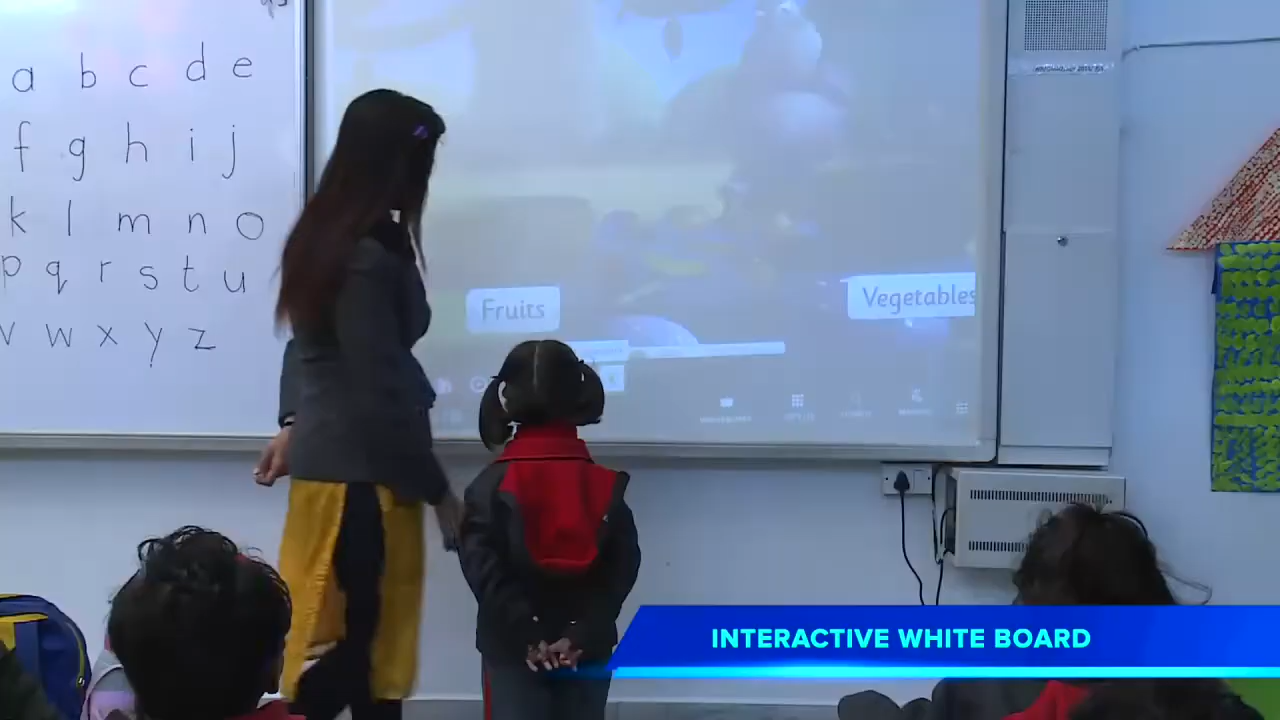 a b c d e
f g h i j
k l m n o
p q r s t u
v w x y z
Fruits
Vegetables
INTERACTIVE WHITE BOARD